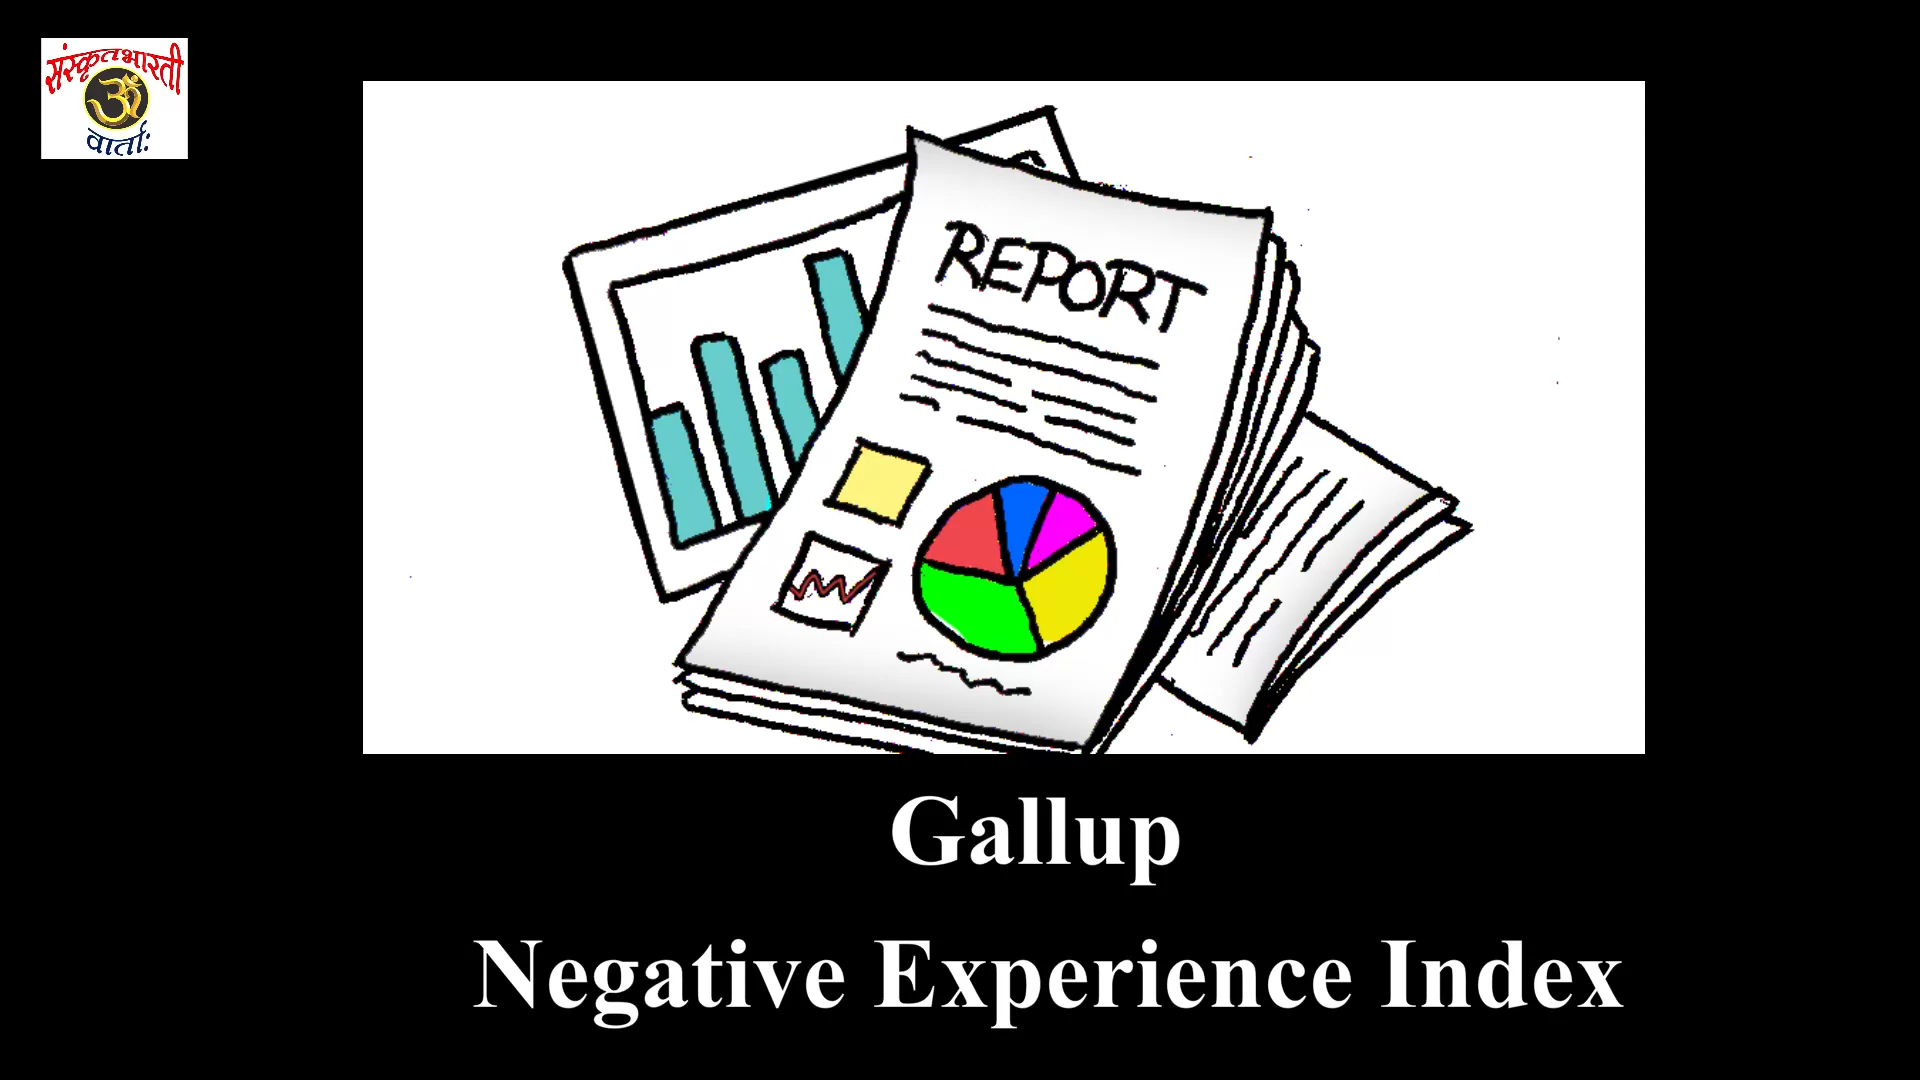 संस्कृतभारती
ॐ
वार्ताः
REPORT
Gallup
Negative Experience Index